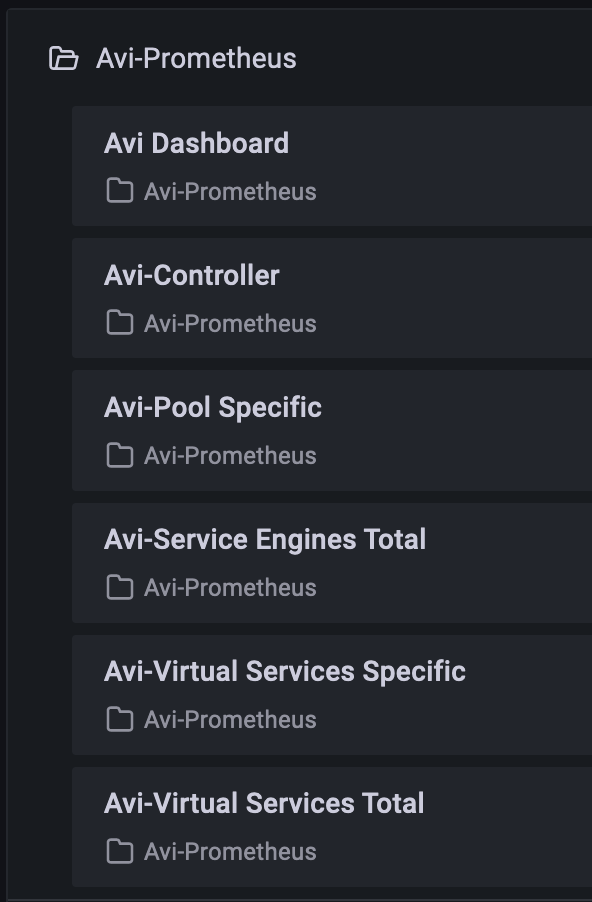 Avi-Prometheus
Avi Dashboard
Avi-Prometheus
Avi-Controller
Avi-Prometheus
Avi-Pool Specific
Avi-Prometheus
Avi-Service Engines Total
Avi-Prometheus
Avi-Virtual Services Specific
Avi-Prometheus
Avi-Virtual Services Total
Avi-Prometheus